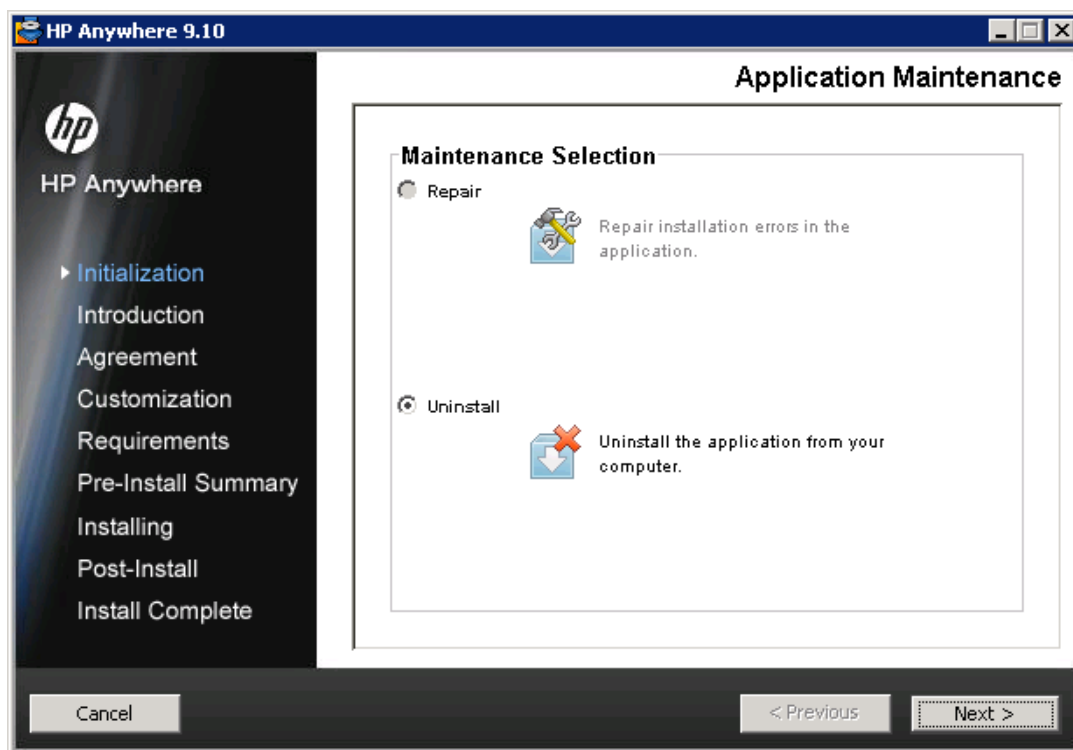 HP Anywhere 9.10
Application Maintenance
hp
HP Anywhere
Initialization
Introduction
Agreement
Customization
Requirements
Pre-Install Summary
Installing
Post-Install
Install Complete
Maintenance Selection
Repair
Repair installation errors in the
application.
Uninstall
Uninstall the application from your
computer.
Cancel
< Previous
Next >